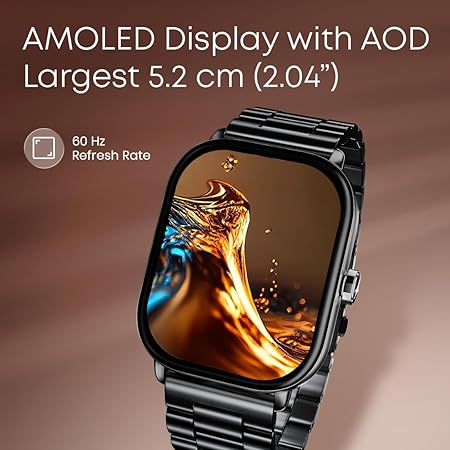 AMOLED Display with AOD
Largest 5.2 cm (2.04”)
60 Hz
Refresh Rate